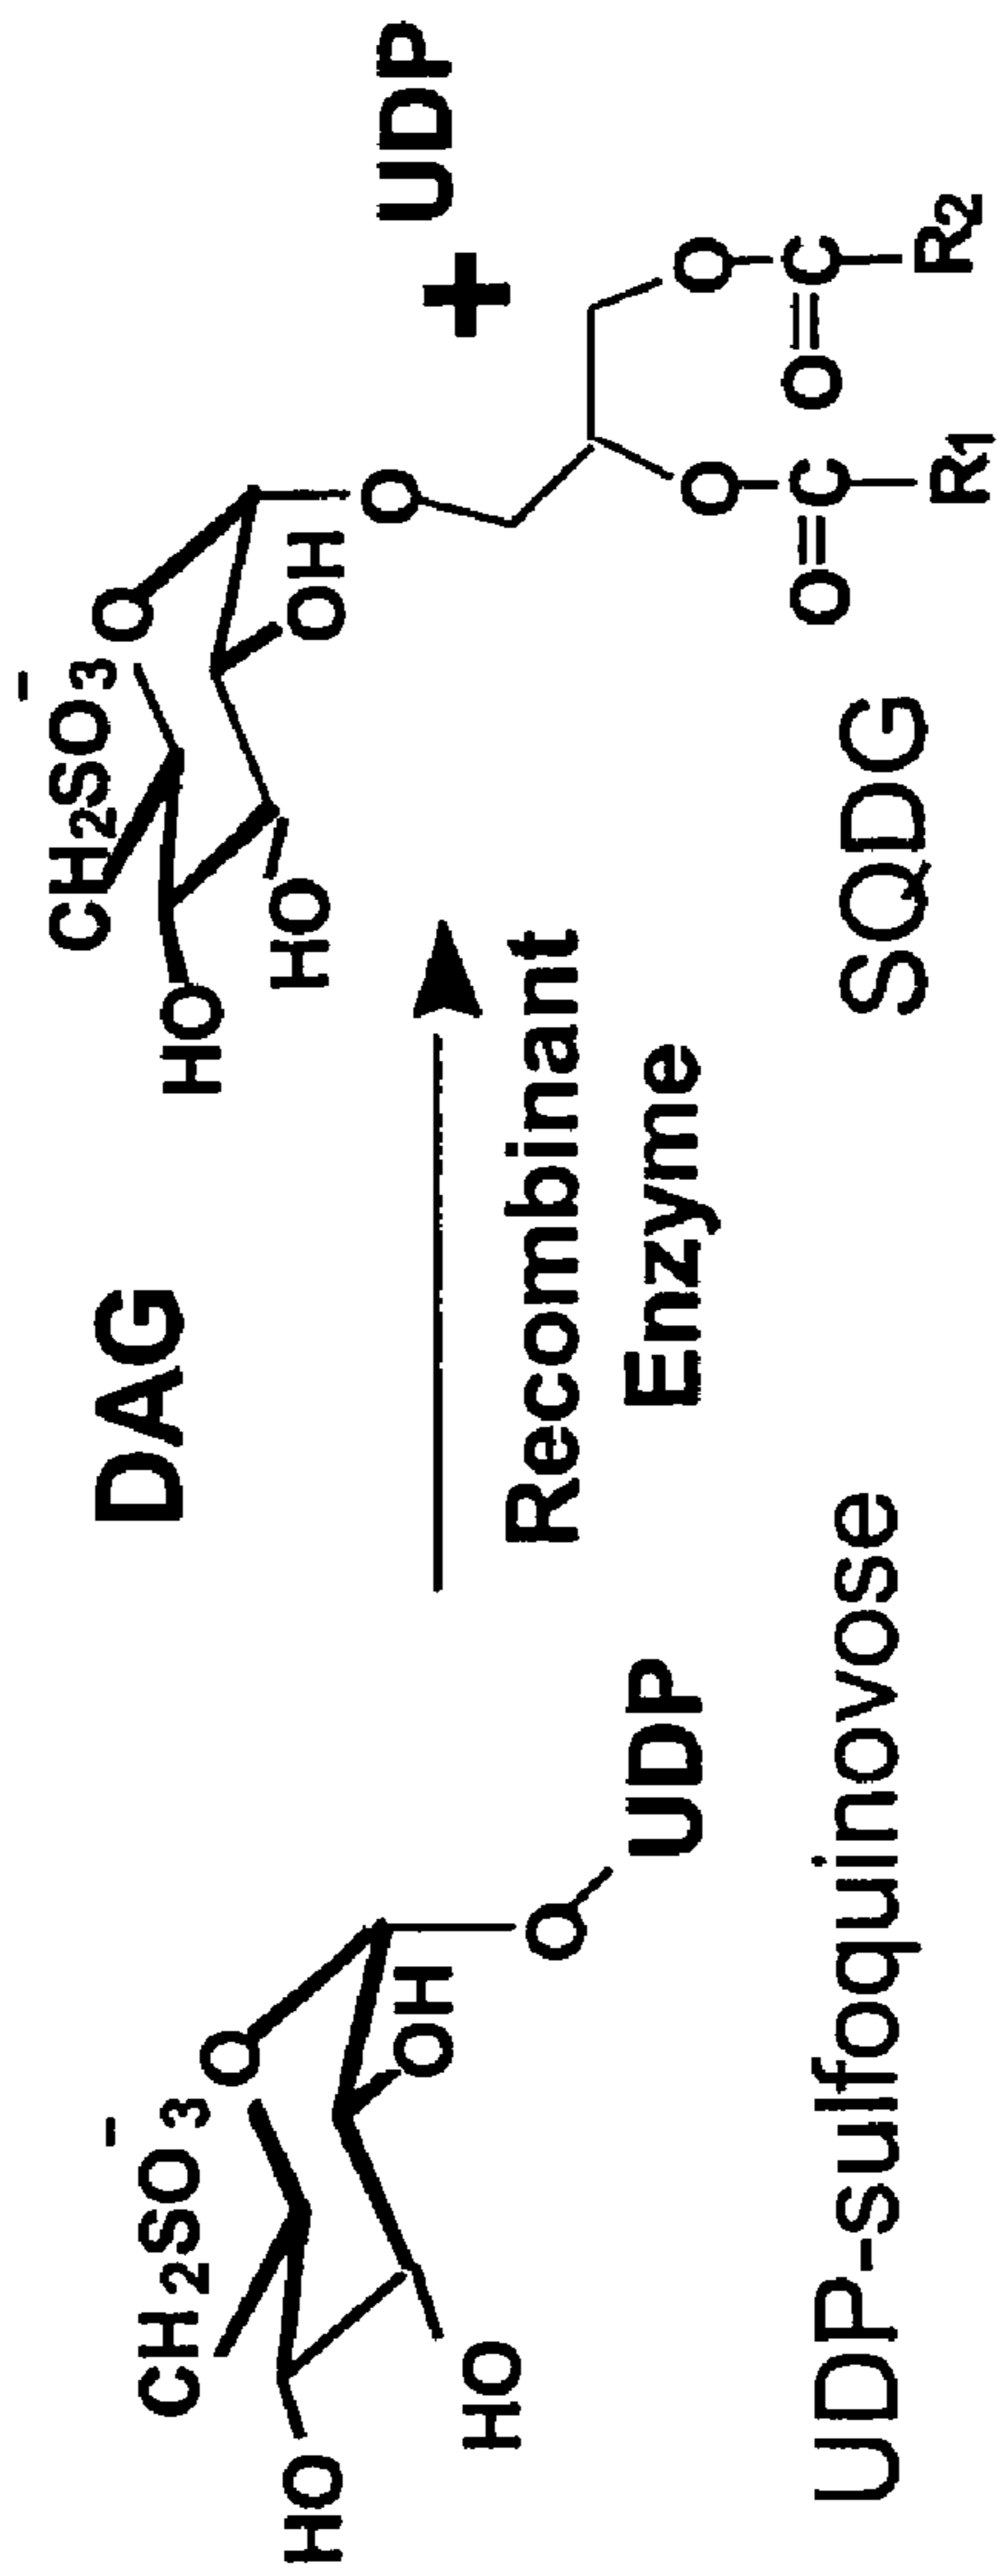 CH2SO3-
O
HO
HO
OH
O
UDP
UDP-sulfoquinovose
DAG
Recombinant
Enzyme
CH2SO3-
O
HO
HO
OH
O
O
O
O=C
O=C
R1
R2
SQDG
+
UDP